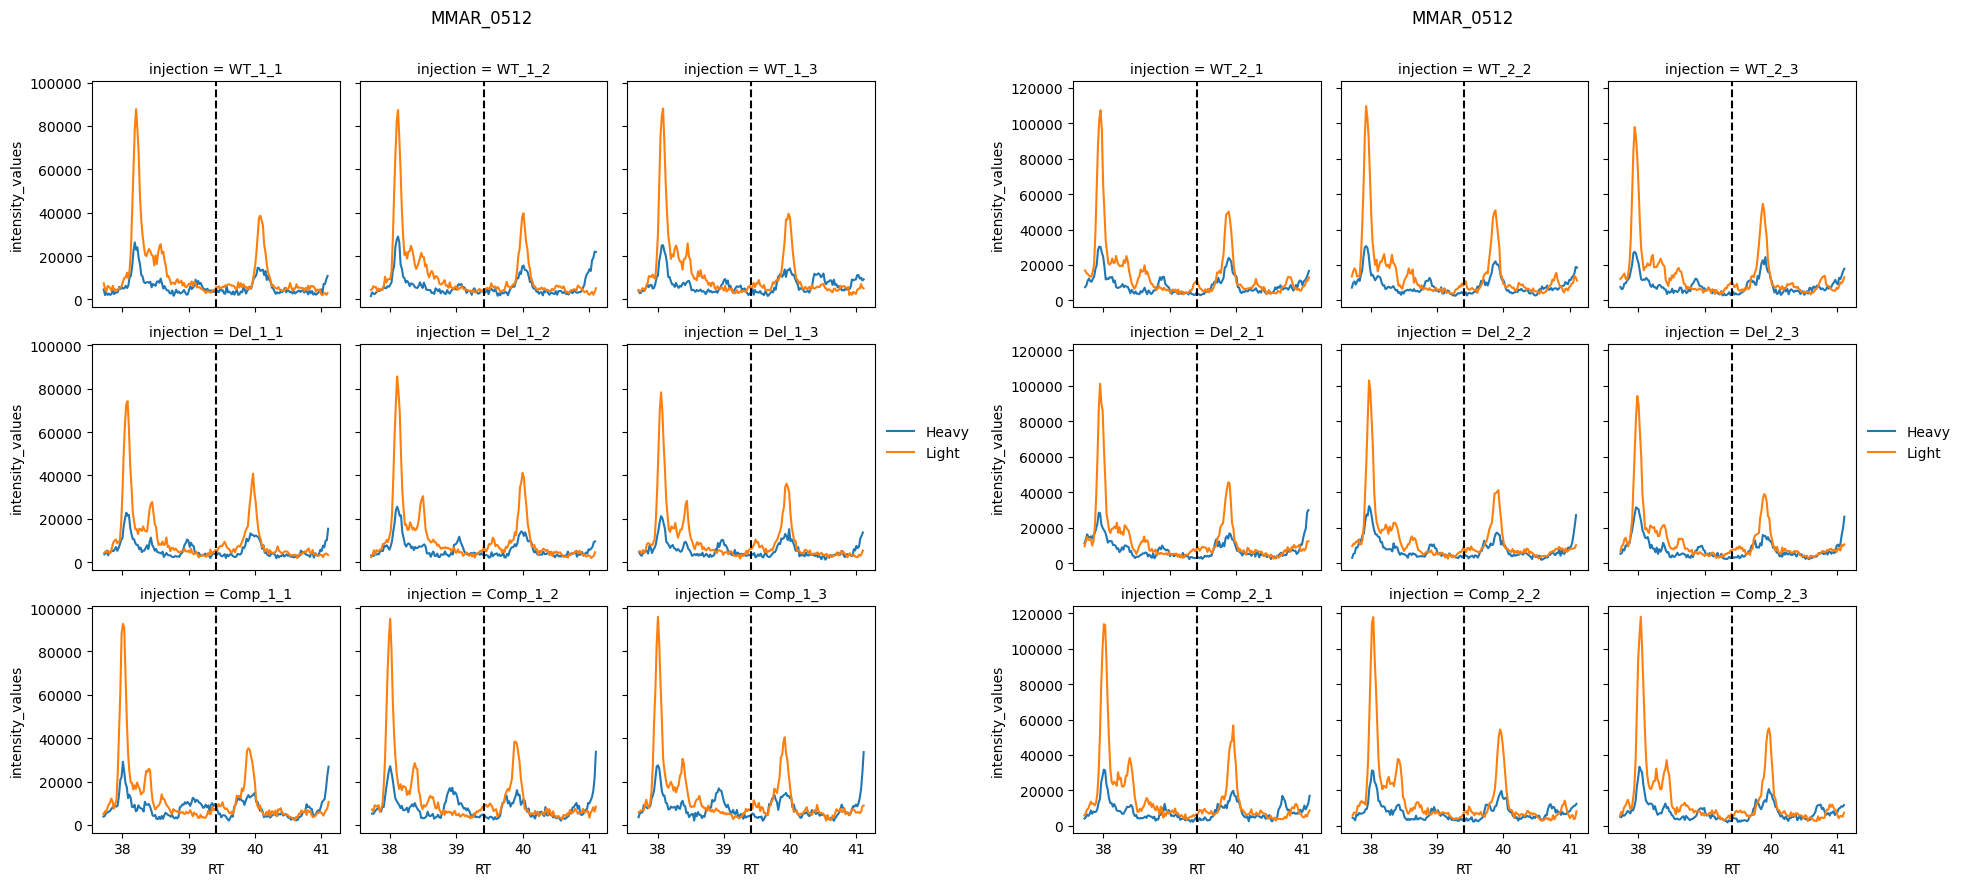 MMAR_0512
injection = WT_1_1
injection = WT_1_2
injection = WT_1_3
100000
80000
60000
40000
20000
0
intensity_values
injection = Del_1_1
injection = Del_1_2
injection = Del_1_3
100000
80000
60000
40000
20000
0
intensity_values
Heavy
Light
injection = Comp_1_1
injection = Comp_1_2
injection = Comp_1_3
100000
80000
60000
40000
20000
0
intensity_values
38 39 40 41
38 39 40 41
38 39 40 41
RT
RT
RT
MMAR_0512
injection = WT_2_1
injection = WT_2_2
injection = WT_2_3
120000
100000
80000
60000
40000
20000
0
intensity_values
injection = Del_2_1
injection = Del_2_2
injection = Del_2_3
120000
100000
80000
60000
40000
20000
0
intensity_values
Heavy
Light
injection = Comp_2_1
injection = Comp_2_2
injection = Comp_2_3
120000
100000
80000
60000
40000
20000
0
intensity_values
38 39 40 41
38 39 40 41
38 39 40 41
RT
RT
RT